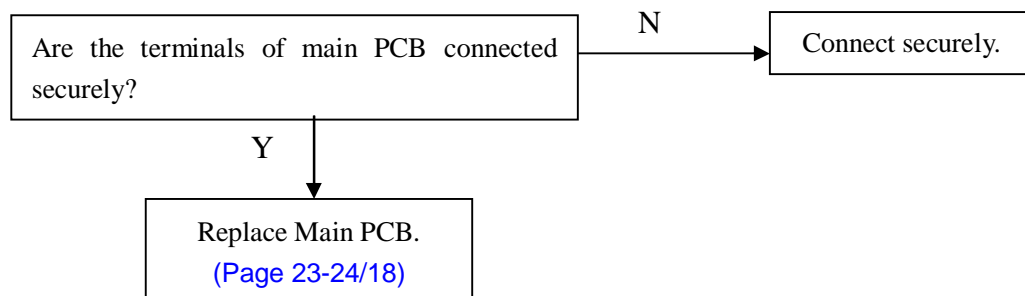 Are the terminals of main PCB connected
securely?
N
Connect securely.
Y
Replace Main PCB.
(Page 23-24/18)